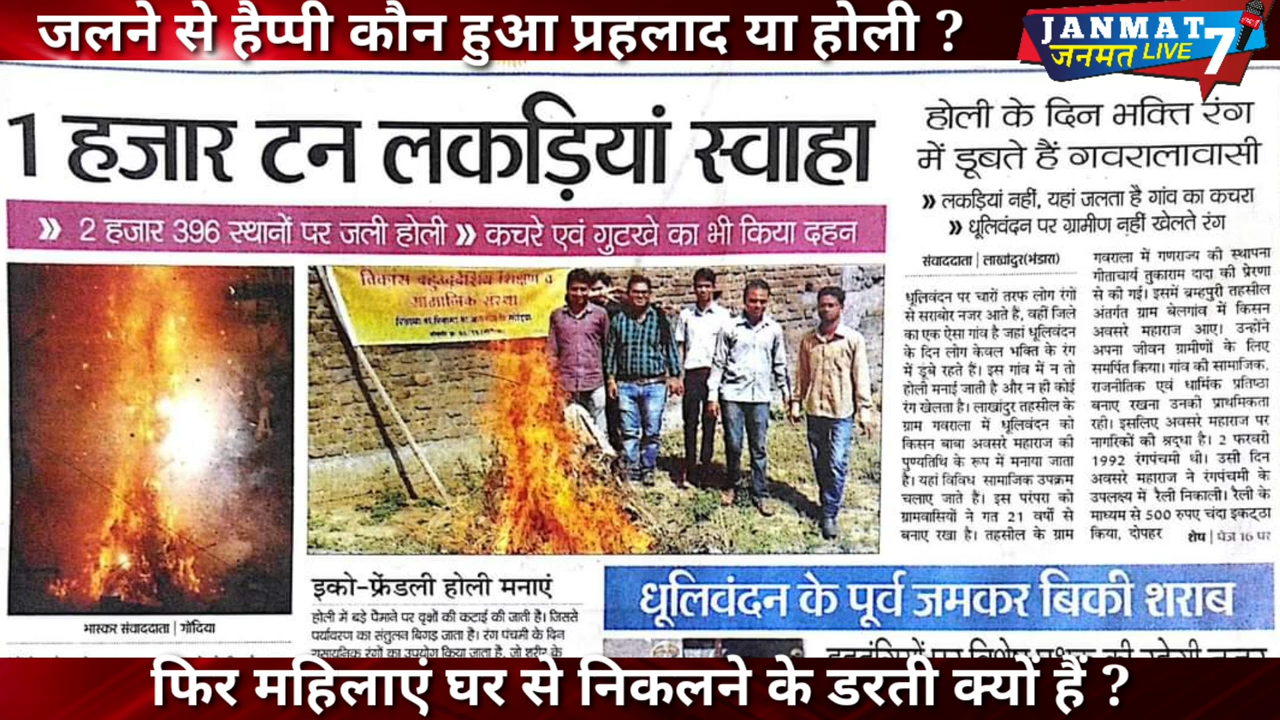 जलने से हैप्पी कौन हुआ प्रहलाद या होली ?
JANMAT
जनमत LIVE 7
1 हजार टन लकड़ियां स्वाहा
» 2 हजार 396 स्थानों पर जली होली » कचरे एवं गुटखे का भी किया दहन
विकास बहुउद्देशिय शिक्षण व
सामाजिक संस्था
भास्कर संवाददाता | गोंदिया
इको-फ्रेंडली होली मनाएं
होली में बड़े पैमाने पर वृक्षों की कटाई की जाती है। जिससे
पर्यावरण का संतुलन बिगड़ जाता है। रंग पंचमी के दिन
रासायनिक रंगों का उपयोग किया जाता है, जो शरीर के
होली के दिन भक्ति रंग
में डूबते हैं गवरालावासी
» लकड़ियां नहीं, यहां जलता है गांव का कचरा
» धूलिवंदन पर ग्रामीण नहीं खेलते रंग
संवाददाता | लाखांदुर(भंडारा)
धूलिवंदन पर चारों तरफ लोग रंगों
से सराबोर नजर आते हैं, वहीं जिले
का एक ऐसा गांव है जहां धूलिवंदन
के दिन लोग केवल भक्ति के रंग
में डूबे रहते हैं। इस गांव में न तो
होली मनाई जाती है और न ही कोई
रंग खेलता है। लाखांदुर तहसील के
ग्राम गवराला में धूलिवंदन को
किसन बाबा अवसरे महाराज की
पुण्यतिथि के रूप में मनाया जाता
है। यहां विविध सामाजिक उपक्रम
चलाए जाते हैं। इस परंपरा को
ग्रामवासियों ने गत 21 वर्षों से
बनाए रखा है। तहसील के ग्राम
गवराला में गणराज्य की स्थापना
गीताचार्य तुकाराम दादा की प्रेरणा
से की गई। इसमें ब्रम्हपुरी तहसील
अंतर्गत ग्राम बेलगांव में किसन
अवसरे महाराज आए। उन्होंने
अपना जीवन ग्रामीणों के लिए
समर्पित किया। गांव की सामाजिक,
राजनीतिक एवं धार्मिक प्रतिष्ठा
बनाए रखना उनकी प्राथमिकता
रही। इसलिए अवसरे महाराज पर
नागरिकों की श्रद्धा है। 2 फरवरी
1992 रंगपंचमी थी। उसी दिन
अवसरे महाराज ने रंगपंचमी के
उपलक्ष्य में रैली निकाली। रैली के
माध्यम से 500 रुपए चंदा इकट्ठा
किया, दोपहर शेष | पेज 16 पर
धूलिवंदन के पूर्व जमकर बिकी शराब
फिर महिलाएं घर से निकलने के डरती क्यों हैं ?